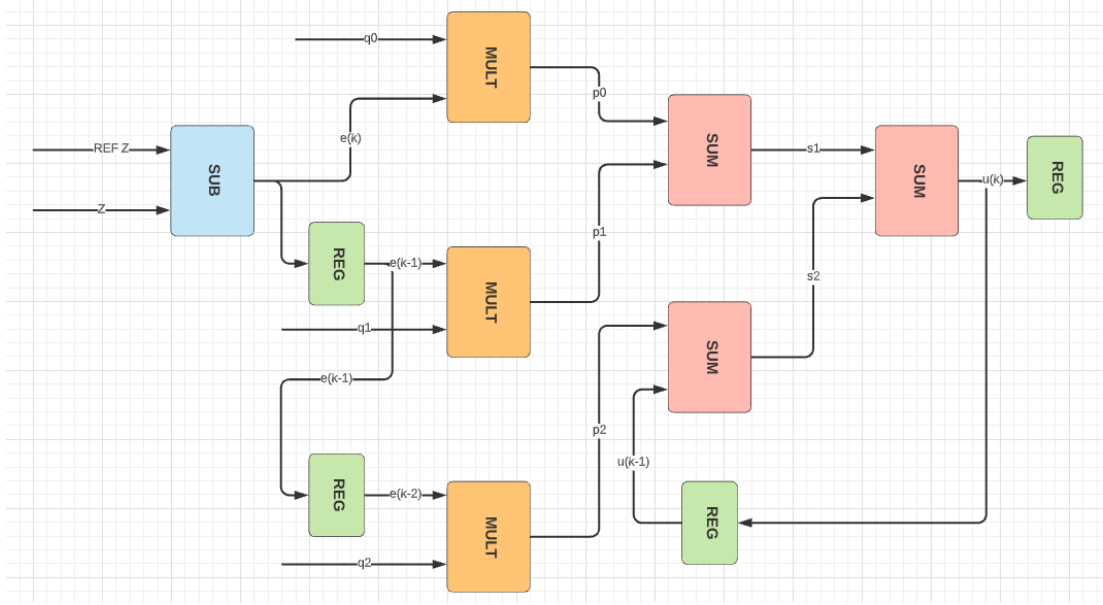 q0
MULT
p0
e(k)
REF Z
SUB
Z
SUM
s1
SUM
u(k)
REG
REG
e(k-1)
MULT
p1
q1
s2
SUM
e(k-1)
p2
u(k-1)
REG
e(k-2)
MULT
REG
q2